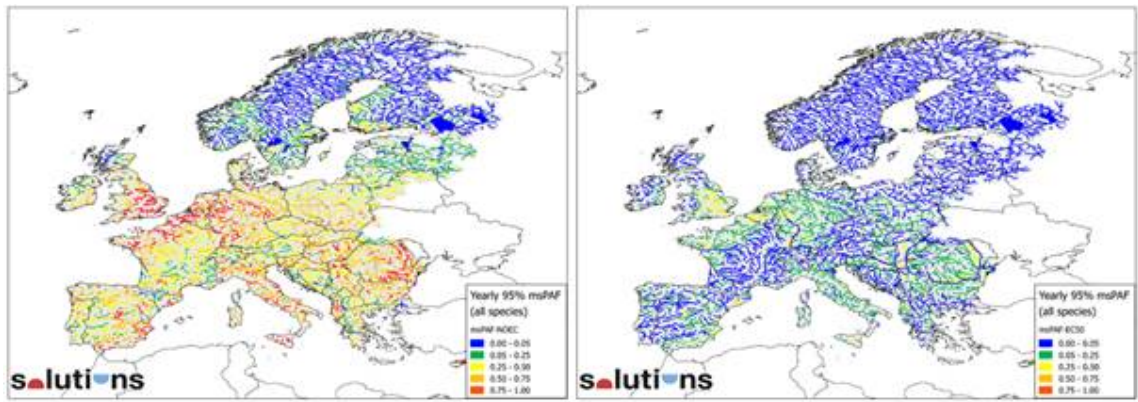 Yearly 95% msPAF
(all species)
msPAF NOEC
0.00 - 0.05
0.05 - 0.25
0.25 - 0.50
0.50 - 0.75
0.75 - 1.00
solutions
Yearly 95% msPAF
(all species)
msPAF EC50
0.00 - 0.05
0.05 - 0.25
0.25 - 0.50
0.50 - 0.75
0.75 - 1.00
solutions